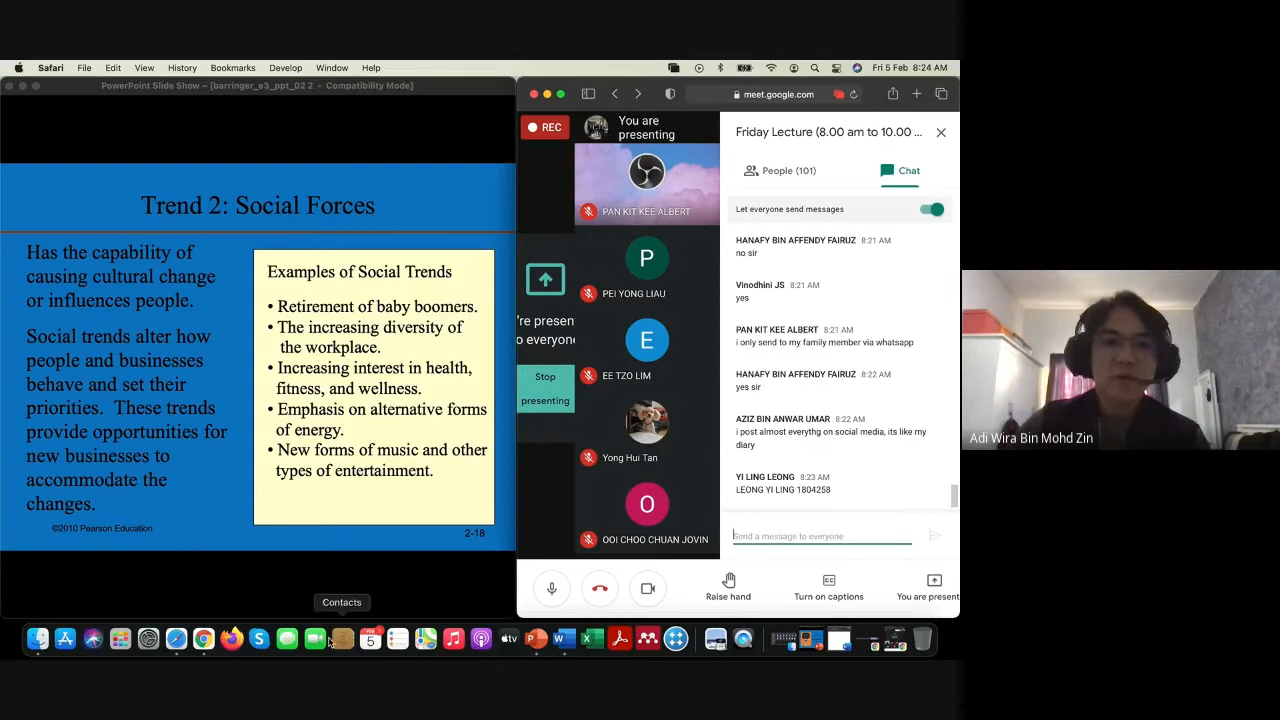 Safari File Edit View History Bookmarks Develop Window Help
Fri 5 Feb 8:24 AM
PowerPoint Slide Show – [barringer_e3_ppt_02 2 - Compatibility Mode]
Trend 2: Social Forces
Has the capability of
causing cultural change
or influences people.
Social trends alter how
people and businesses
behave and set their
priorities. These trends
provide opportunities for
new businesses to
accommodate the
changes.
Examples of Social Trends
• Retirement of baby boomers.
• The increasing diversity of
the workplace.
• Increasing interest in health,
fitness, and wellness.
• Emphasis on alternative forms
of energy.
• New forms of music and other
types of entertainment.
©2010 Pearson Education
2-18
Contacts
meet.google.com
REC
You are
presenting
PAN KIT KEE ALBERT
P
PEI YONG LIAU
E
EE TZO LIM
Yong Hui Tan
O
OOI CHOO CHUAN JOVIN
're presen
o everyone
Stop
presenting
Friday Lecture (8.00 am to 10.00 ...
People (101)
Chat
Let everyone send messages
HANAFY BIN AFFENDY FAIRUZ 8:21 AM
no sir
Vinodhini JS 8:21 AM
yes
PAN KIT KEE ALBERT 8:21 AM
i only send to my family member via whatsapp
HANAFY BIN AFFENDY FAIRUZ 8:22 AM
yes sir
AZIZ BIN ANWAR UMAR 8:22 AM
i post almost everythg on social media, its like my
diary
YI LING LEONG 8:23 AM
LEONG YI LING 1804258
Send a message to everyone
Raise hand
Turn on captions
You are present
FEB
5
tv
Adi Wira Bin Mohd Zin